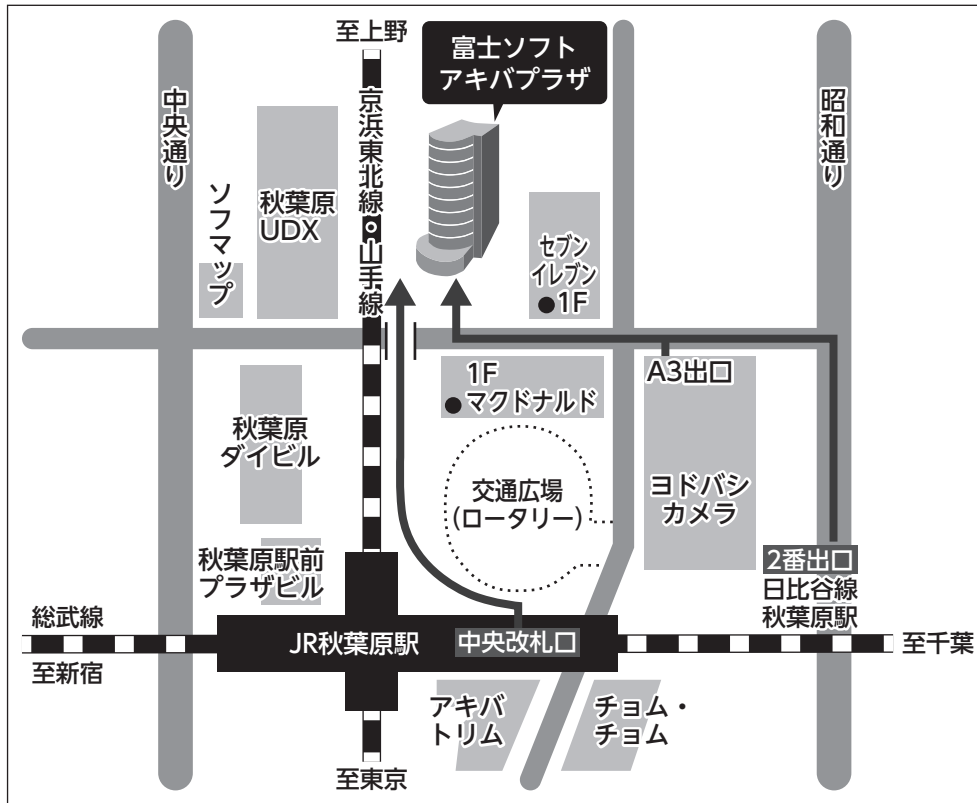 至上野
富士ソフト
アキバプラザ
中央通り
京浜東北線
山手線
昭和通り
ソフマップ
秋葉原
UDX
セブン
イレブン
●1F
A3出口
1F
●マクドナルド
秋葉原
ダイビル
交通広場
(ロータリー)
ヨドバシ
カメラ
秋葉原駅前
プラザビル
2番出口
日比谷線
秋葉原駅
総武線
至新宿
JR秋葉原駅
中央改札口
至千葉
アキバ
トリム
チョム・
チョム
至東京